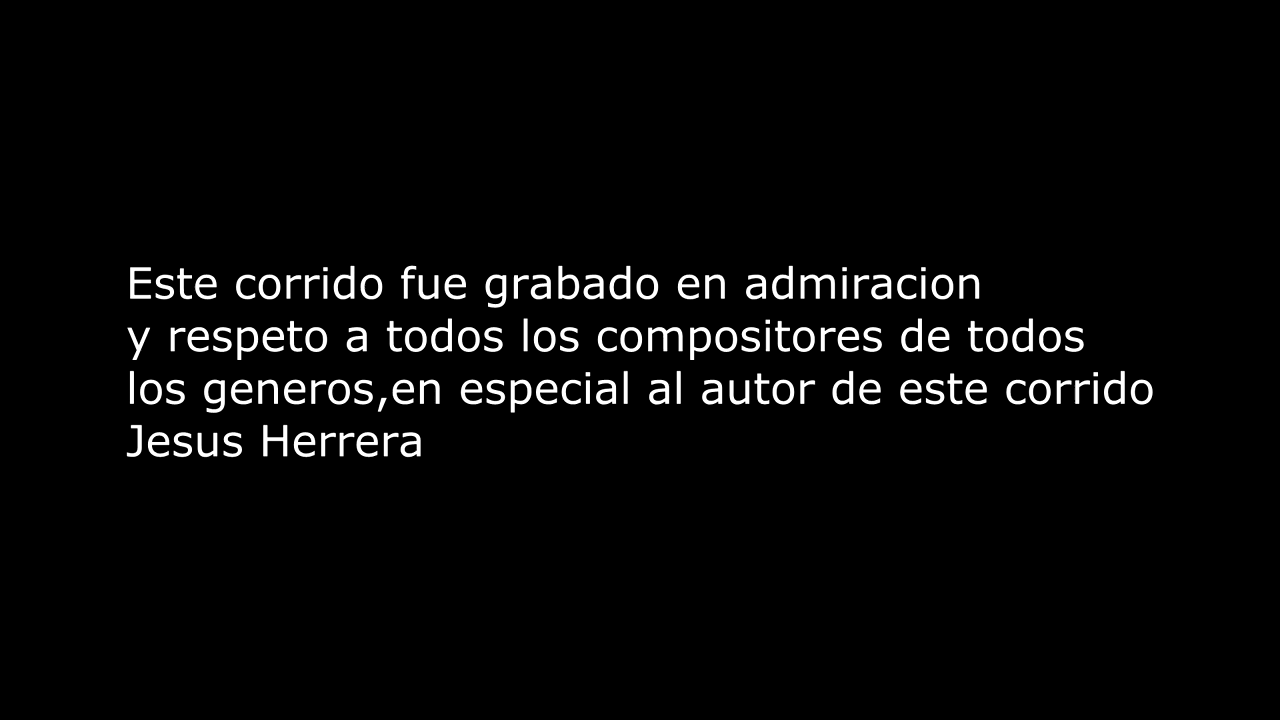 Este corrido fue grabado en admiracion
y respeto a todos los compositores de todos
los generos,en especial al autor de este corrido
Jesus Herrera